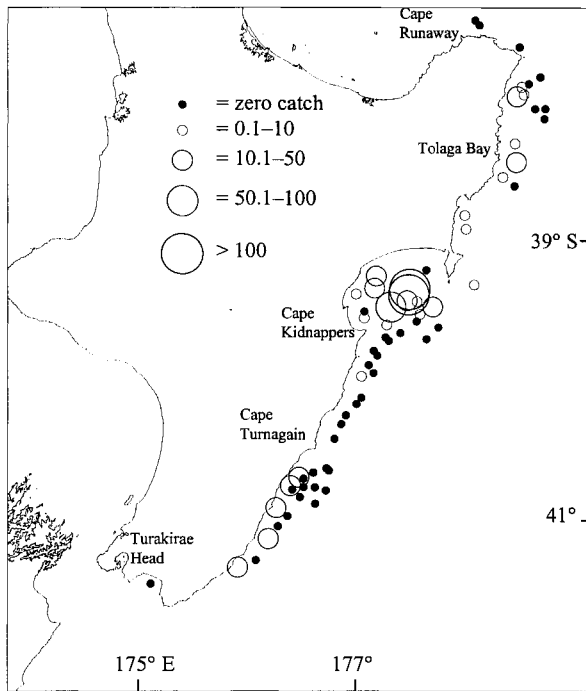 Cape
Runaway
= zero catch
= 0.1–10
= 10.1–50
= 50.1–100
> 100
Tolaga Bay
39° S
Cape
Kidnappers
Cape
Turnagain
41°
Turakirae
Head
175° E
177°